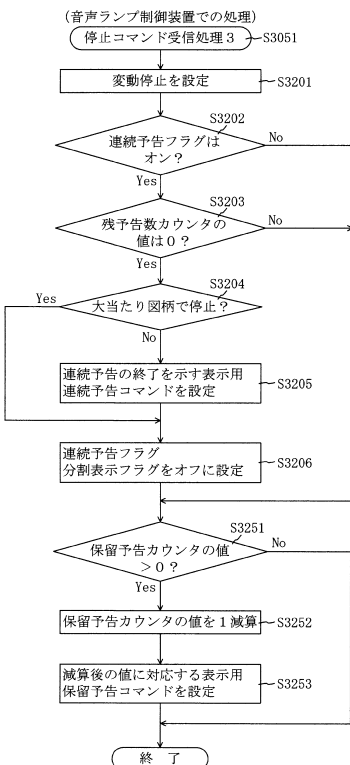 (音声ランプ制御装置での処理)
停止コマンド受信処理3
S3051
変動停止を設定
S3201
S3202
連続予告フラグは
オン?
No
Yes
S3203
残予告数カウンタの
値は0?
No
Yes
S3204
大当たり図柄で停止?
Yes
No
連続予告の終了を示す表示用
連続予告コマンドを設定
S3205
連続予告フラグ
分割表示フラグをオフに設定
S3206
S3251
保留予告カウンタの値
>0?
No
Yes
保留予告カウンタの値を1減算
S3252
減算後の値に対応する表示用
保留予告コマンドを設定
S3253
終 了